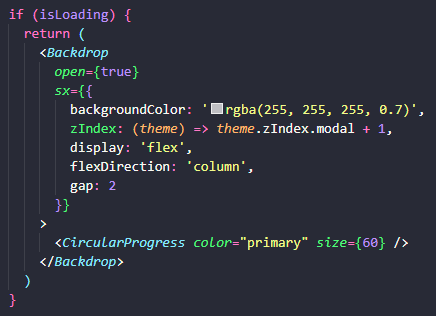 if (isLoading) {
  return (
    <Backdrop
      open={true}
      sx={{
        backgroundColor: 'rgba(255, 255, 255, 0.7)',
        zIndex: (theme) => theme.zIndex.modal + 1,
        display: 'flex',
        flexDirection: 'column',
        gap: 2
      }}
    >
      <CircularProgress color="primary" size={60} />
    </Backdrop>
  )
}